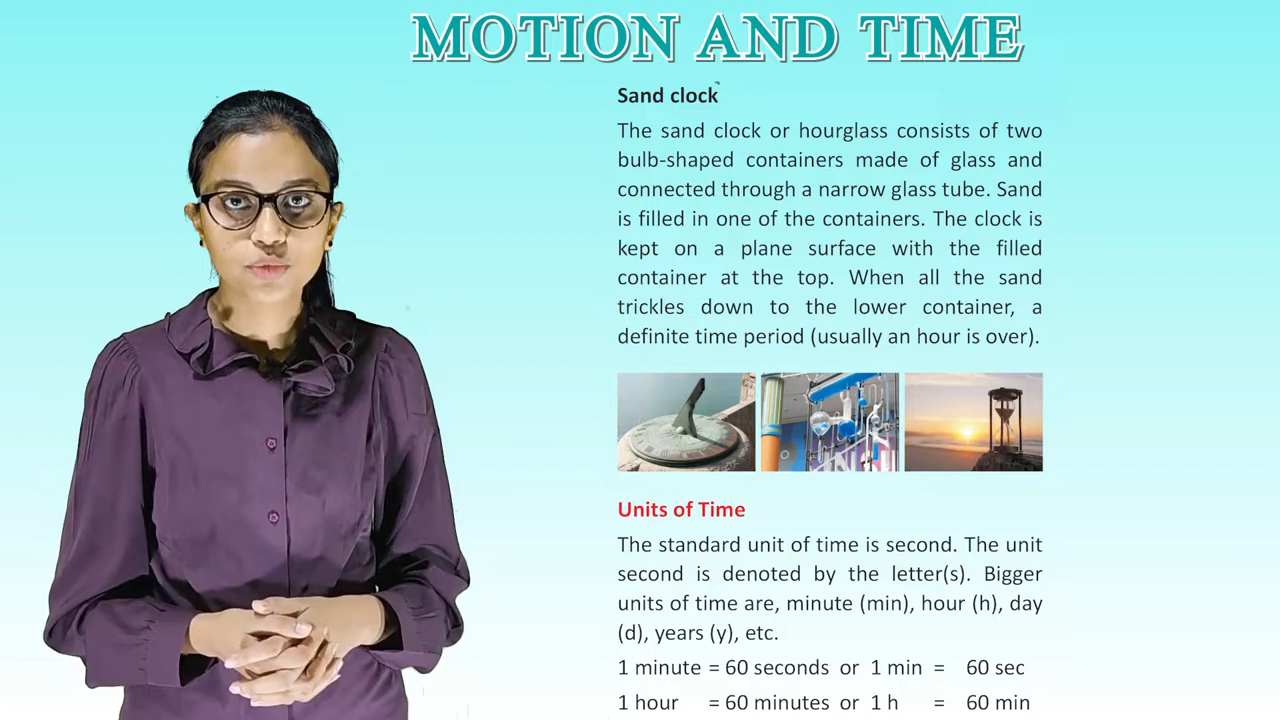 MOTION AND TIME
Sand clock
The sand clock or hourglass consists of two
bulb-shaped containers made of glass and
connected through a narrow glass tube. Sand
is filled in one of the containers. The clock is
kept on a plane surface with the filled
container at the top. When all the sand
trickles down to the lower container, a
definite time period (usually an hour is over).
Units of Time
The standard unit of time is second. The unit
second is denoted by the letter(s). Bigger
units of time are, minute (min), hour (h), day
(d), years (y), etc.
1 minute = 60 seconds or 1 min = 60 sec
1 hour = 60 minutes or 1 h = 60 min